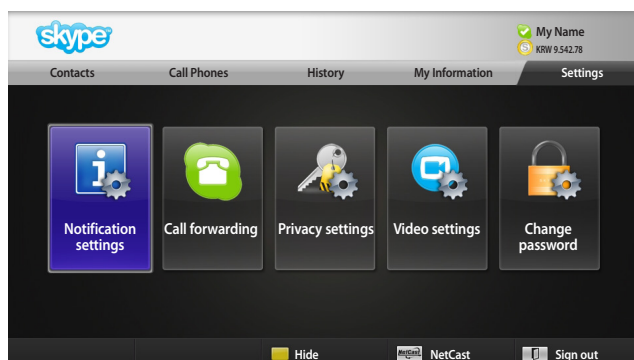 skype
My Name
KRW 9.542.78
Contacts Call Phones History My Information Settings
Notification settings
Call forwarding
Privacy settings
Video settings
Change password
Hide NetCast NetCast Sign out